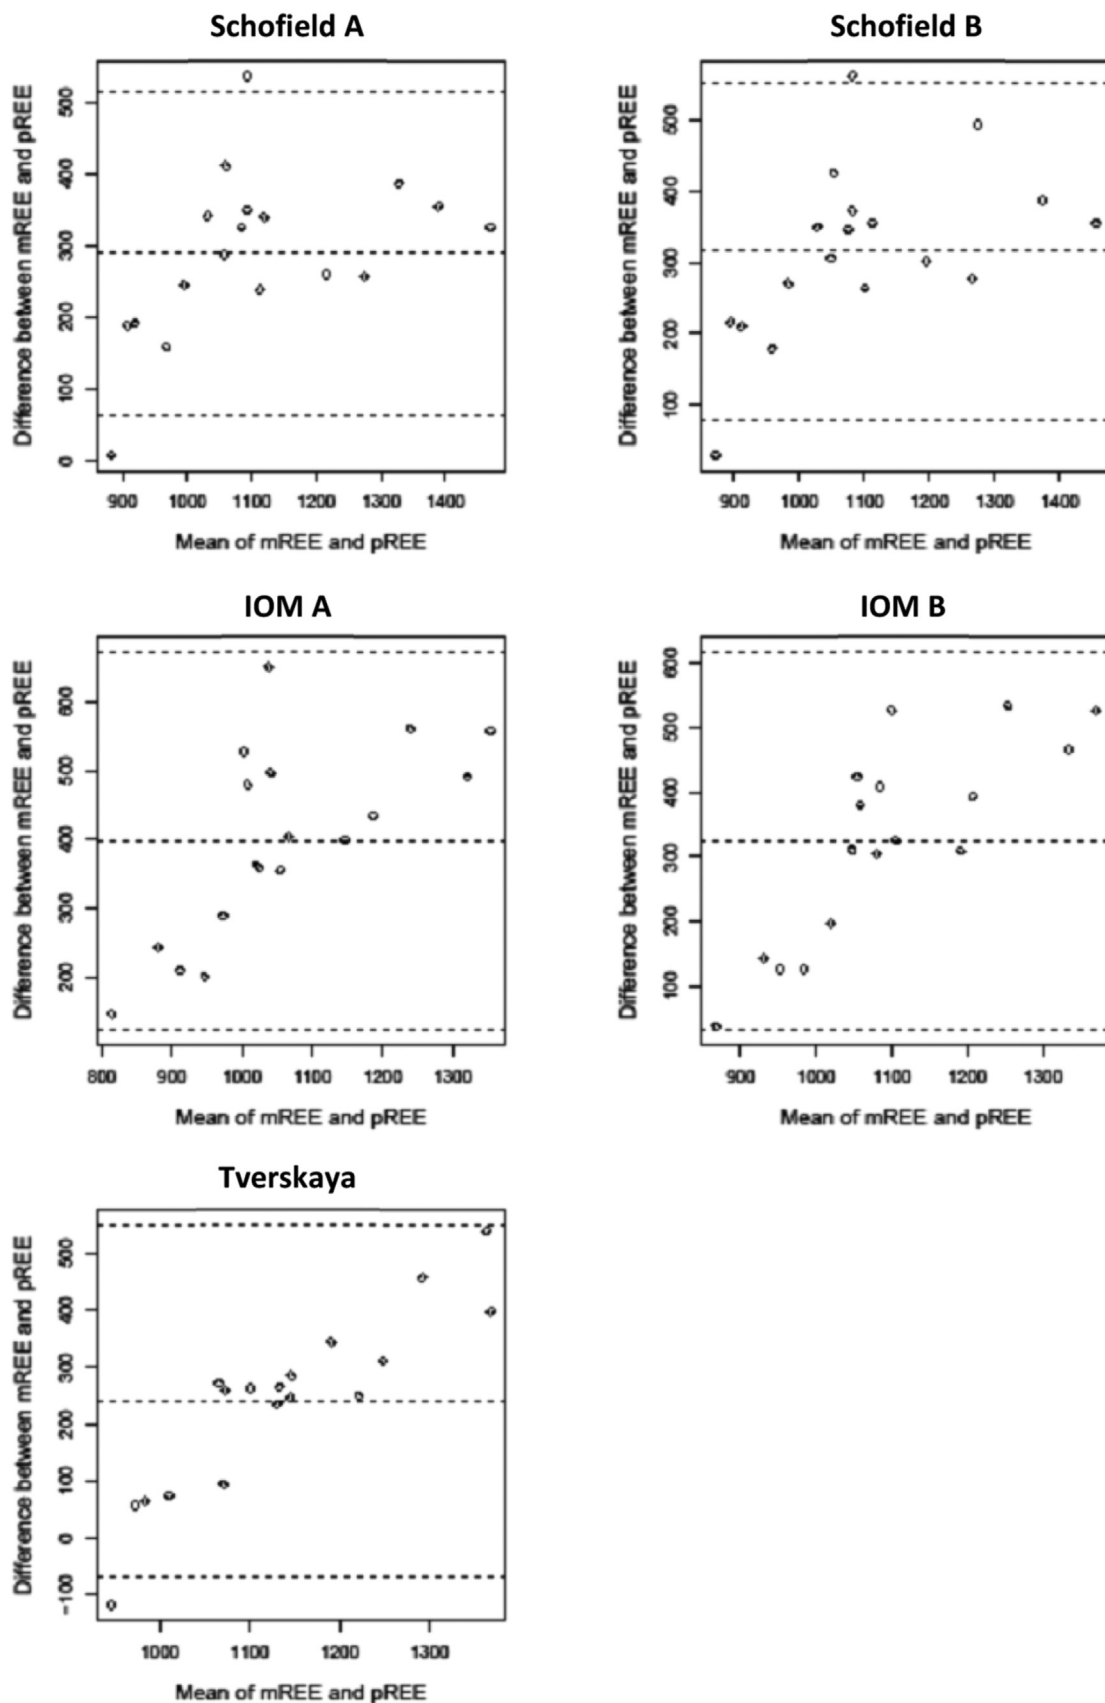 Schofield A
Difference between mREE and pREE
500
400
300
200
100
0
900 1000 1100 1200 1300 1400
Mean of mREE and pREE
Schofield B
Difference between mREE and pREE
500
400
300
200
100
900 1000 1100 1200 1300 1400
Mean of mREE and pREE
IOM A
Difference between mREE and pREE
600
500
400
300
200
800 900 1000 1100 1200 1300
Mean of mREE and pREE
IOM B
Difference between mREE and pREE
600
500
400
300
200
100
900 1000 1100 1200 1300
Mean of mREE and pREE
Tverskaya
Difference between mREE and pREE
500
400
300
200
100
0
-100
1000 1100 1200 1300
Mean of mREE and pREE